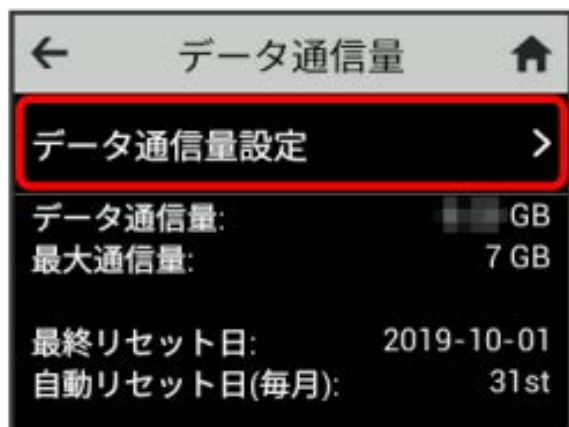 データ通信量
データ通信量設定
データ通信量: GB
最大通信量: 7 GB
最終リセット日: 2019-10-01
自動リセット日(毎月): 31st